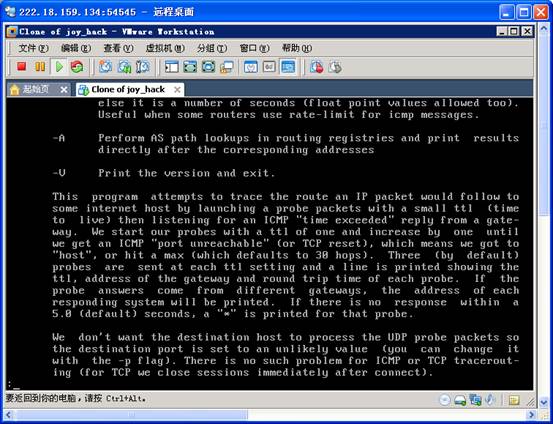 222.18.159.134:54545 - 远程桌面
Clone of joy_hack - VMware Workstation
文件(F) 编辑(E) 查看(V) 虚拟机(M) 分组(T) 窗口(W) 帮助(H)
起始页 Clone of joy_hack
else it is a number of seconds (float point values allowed too).
Useful when some routers use rate-limit for icmp messages.
-A Perform AS path lookups in routing registries and print results
directly after the corresponding addresses
-V Print the version and exit.
This program attempts to trace the route an IP packet would follow to
some internet host by launching a probe packets with a small ttl (time
to live) then listening for an ICMP "time exceeded" reply from a gate-
way. We start our probes with a ttl of one and increase by one until
we get an ICMP "port unreachable" (or TCP reset), which means we got to
"host", or hit a max (which defaults to 30 hops). Three (by default)
probes are sent at each ttl setting and a line is printed showing the
ttl, address of the gateway and round trip time of each probe. If the
probe answers come from different gateways, the address of each
responding system will be printed. If there is no response within a
5.0 (default) seconds, a "*" is printed for that probe.
We don't want the destination host to process the UDP probe packets so
the destination port is set to an unlikely value (you can change it
with the -p flag). There is no such problem for ICMP or TCP tracerout-
ing (for TCP we close sessions immediately after connect).
:
要返回到你的电脑，请按 Ctrl+Alt。